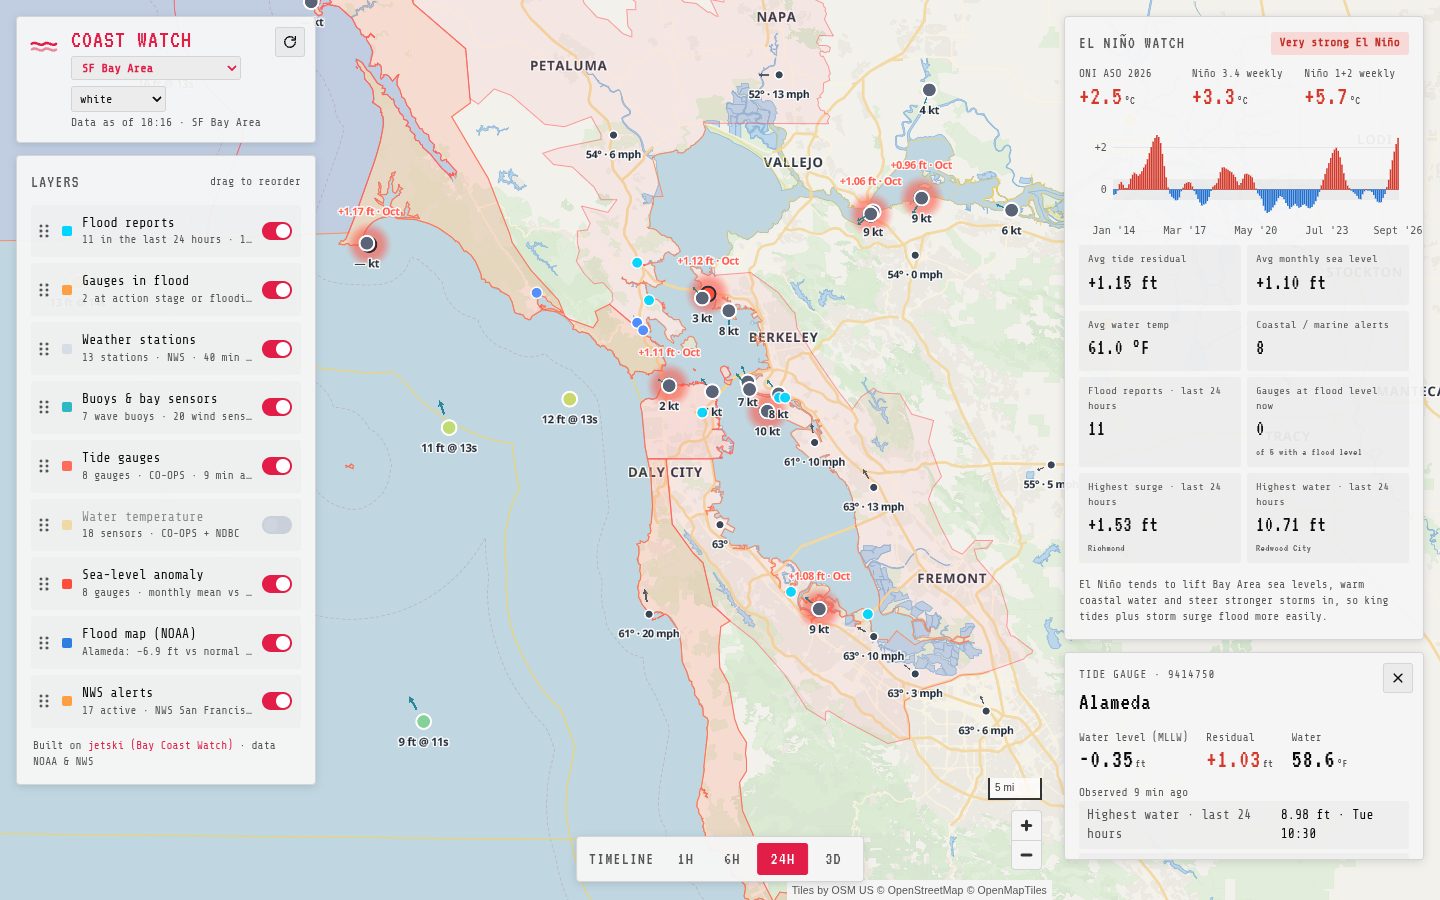 COAST WATCH
SF Bay Area
white
Data as of 18:16 · SF Bay Area
LAYERS
drag to reorder
Flood reports
11 in the last 24 hours · 1…
Gauges in flood
2 at action stage or floodi…
Weather stations
13 stations · NWS · 40 min …
Buoys & bay sensors
7 wave buoys · 20 wind sens…
Tide gauges
8 gauges · CO-OPS · 9 min a…
Water temperature
18 sensors · CO-OPS + NDBC
Sea-level anomaly
8 gauges · monthly mean vs …
Flood map (NOAA)
Alameda: -6.9 ft vs normal …
NWS alerts
17 active · NWS San Francis…
Built on jetski (Bay Coast Watch) · data
NOAA & NWS
kt
NAPA
PETALUMA
52° · 13 mph
4 kt
54° · 6 mph
VALLEJO
+0.96 ft · Oct
+1.06 ft · Oct
9 kt
9 kt
6 kt
+1.17 ft · Oct
— kt
54° · 0 mph
+1.12 ft · Oct
3 kt
8 kt
BERKELEY
+1.11 ft · Oct
2 kt
kt
7 kt
8 kt
10 kt
12 ft @ 13s
11 ft @ 13s
61° · 10 mph
DALY CITY
55° · 5 m
63° · 13 mph
63°
+1.08 ft · Oct
FREMONT
9 kt
61° · 20 mph
63° · 10 mph
63° · 3 mph
63° · 6 mph
9 ft @ 11s
5 mi
+
−
TIMELINE
1H
6H
24H
3D
Tiles by OSM US © OpenStreetMap © OpenMapTiles
EL NIÑO WATCH
Very strong El Niño
ONI ASO 2026
Niño 3.4 weekly
Niño 1+2 weekly
+2.5 °C
+3.3 °C
+5.7 °C
LODI
+2
0
Jan '14
Mar '17
May '20
Jul '23
Sept '26
Avg tide residual
+1.15 ft
Avg monthly sea level
+1.10 ft
STOCKTON
Avg water temp
61.0 °F
Coastal / marine alerts
8
MANTECA
Flood reports · last 24
hours
11
Gauges at flood level
now
0
of 6 with a flood level
TRACY
Highest surge · last 24
hours
+1.53 ft
Richmond
Highest water · last 24
hours
10.71 ft
Redwood City
El Niño tends to lift Bay Area sea levels, warm
coastal water and steer stronger storms in, so king
tides plus storm surge flood more easily.
TIDE GAUGE · 9414750
Alameda
Water level (MLLW)
Residual
Water
-0.35 ft
+1.03 ft
58.6 °F
Observed 9 min ago
Highest water · last 24
hours
8.98 ft · Tue
10:30